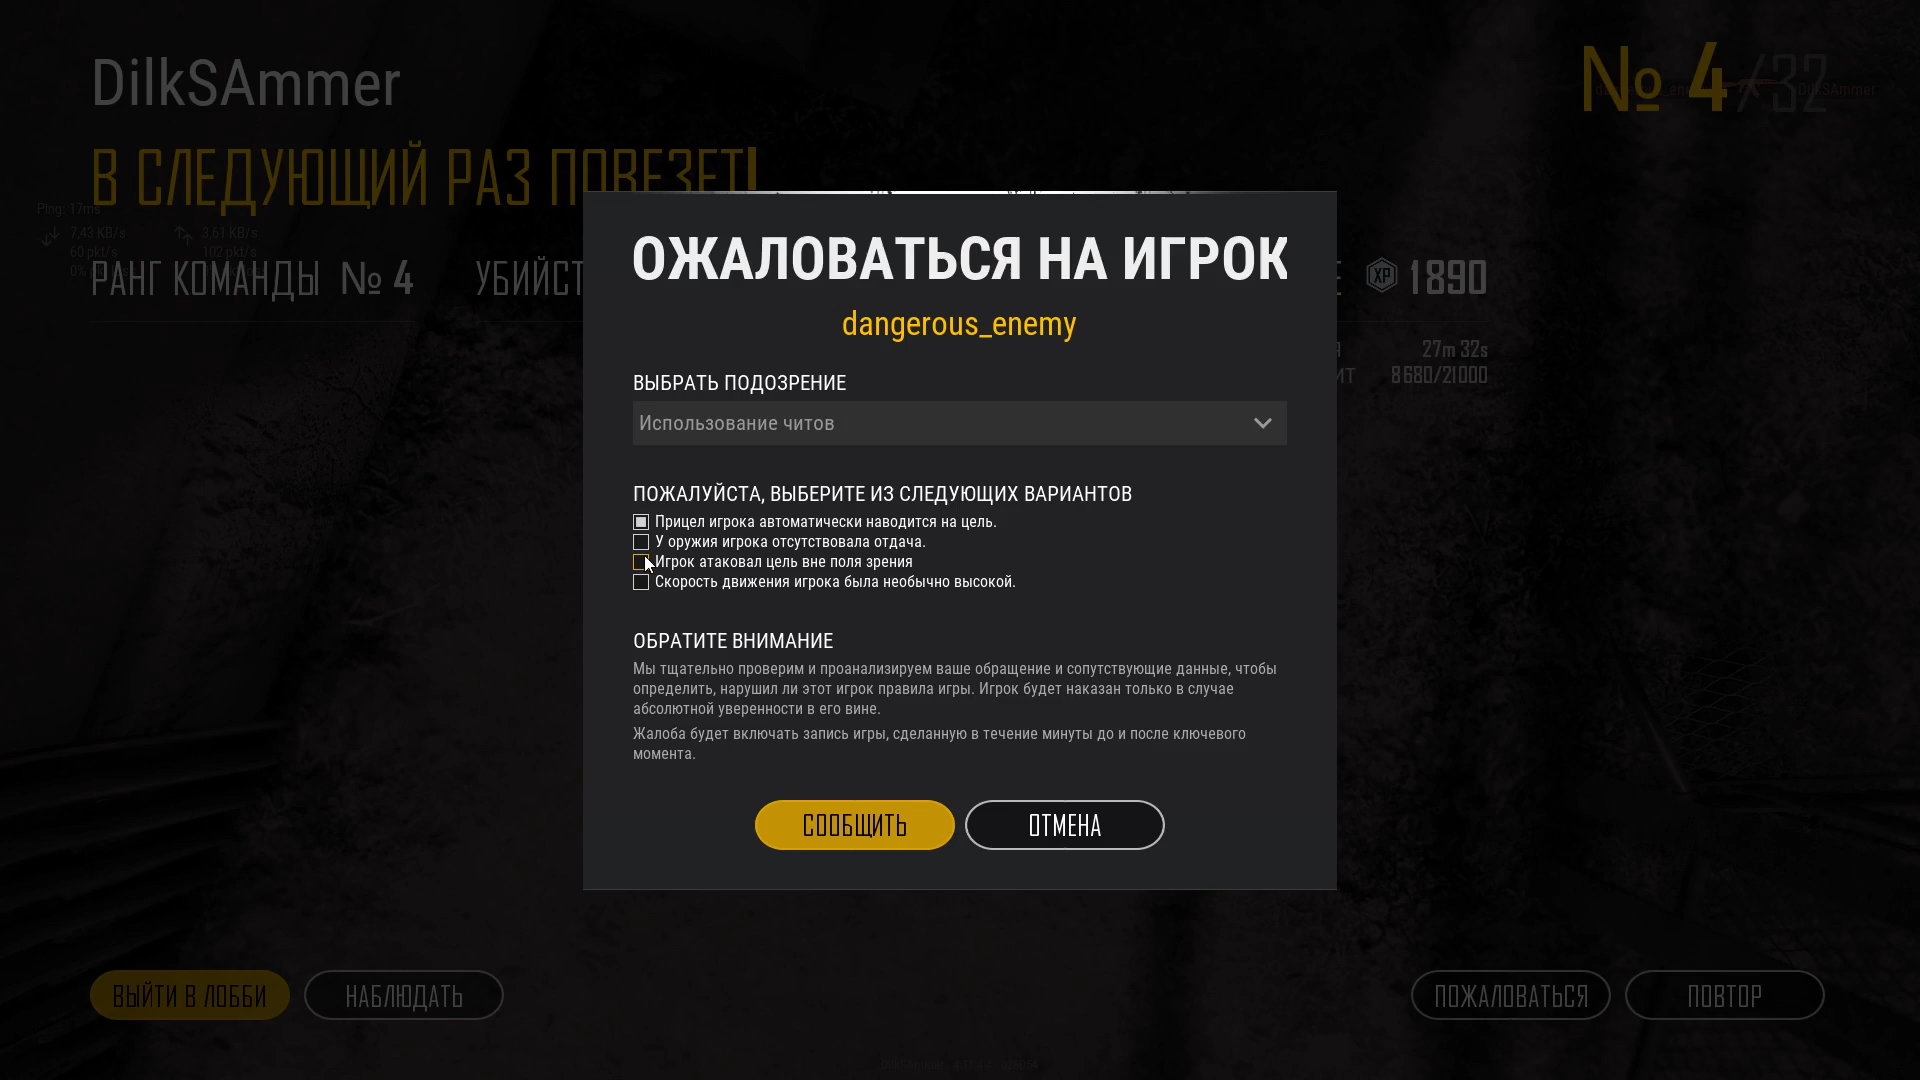 DilkSAmmer
№ 4/32
DilkSAmmer
В СЛЕДУЮЩИЙ РАЗ ПОВЕЗЕТ!
Ping: 17ms
7,43 KB/s 3,61 KB/s
60 pkt/s 102 pkt/s
0%
РАНГ КОМАНДЫ № 4
УБИЙСТ
XP 1890
27m 32s
8680/21000
ОЖАЛОВАТЬСЯ НА ИГРОК
dangerous_enemy
ВЫБРАТЬ ПОДОЗРЕНИЕ
Использование читов
ПОЖАЛУЙСТА, ВЫБЕРИТЕ ИЗ СЛЕДУЮЩИХ ВАРИАНТОВ
Прицел игрока автоматически наводится на цель.
У оружия игрока отсутствовала отдача.
Игрок атаковал цель вне поля зрения
Скорость движения игрока была необычно высокой.
ОБРАТИТЕ ВНИМАНИЕ
Мы тщательно проверим и проанализируем ваше обращение и сопутствующие данные, чтобы
определить, нарушил ли этот игрок правила игры. Игрок будет наказан только в случае
абсолютной уверенности в его вине.
Жалоба будет включать запись игры, сделанную в течение минуты до и после ключевого
момента.
СООБЩИТЬ
ОТМЕНА
ВЫЙТИ В ЛОББИ
НАБЛЮДАТЬ
ПОЖАЛОВАТЬСЯ
ПОВТОР